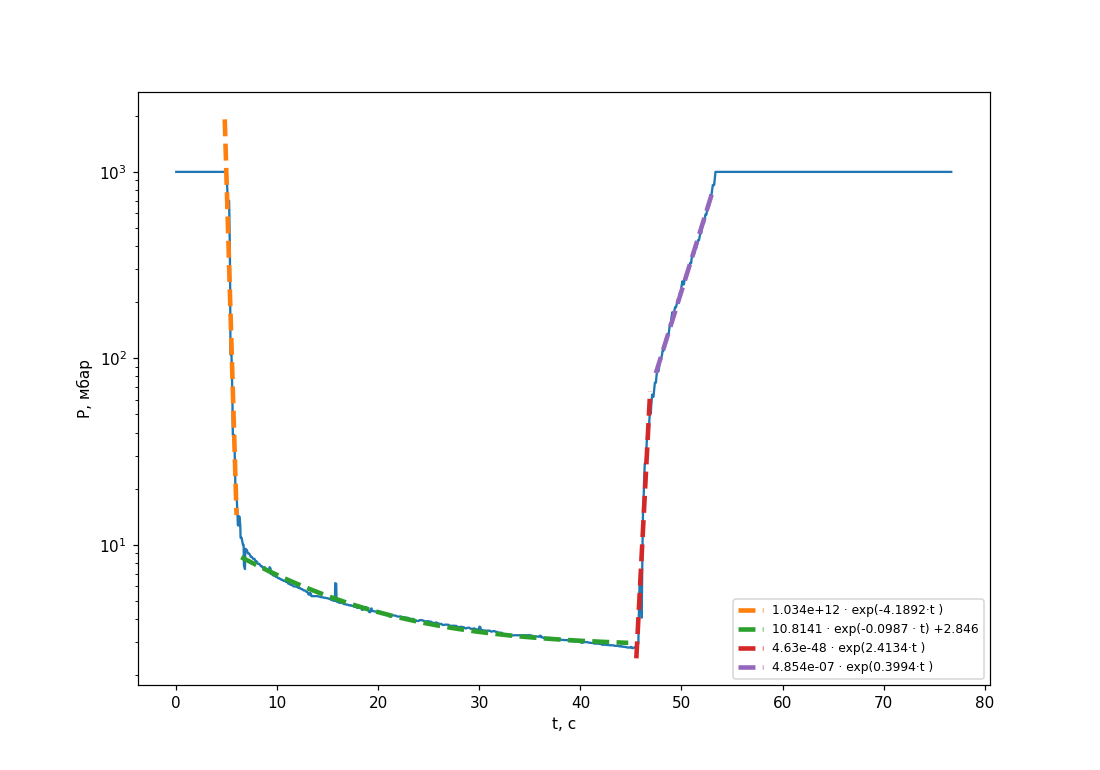 10³
10²
10¹
P, мбар
0 10 20 30 40 50 60 70 80
t, с
1.034e+12 · exp(-4.1892·t )
10.8141 · exp(-0.0987 · t) +2.846
4.63e-48 · exp(2.4134·t )
4.854e-07 · exp(0.3994·t )